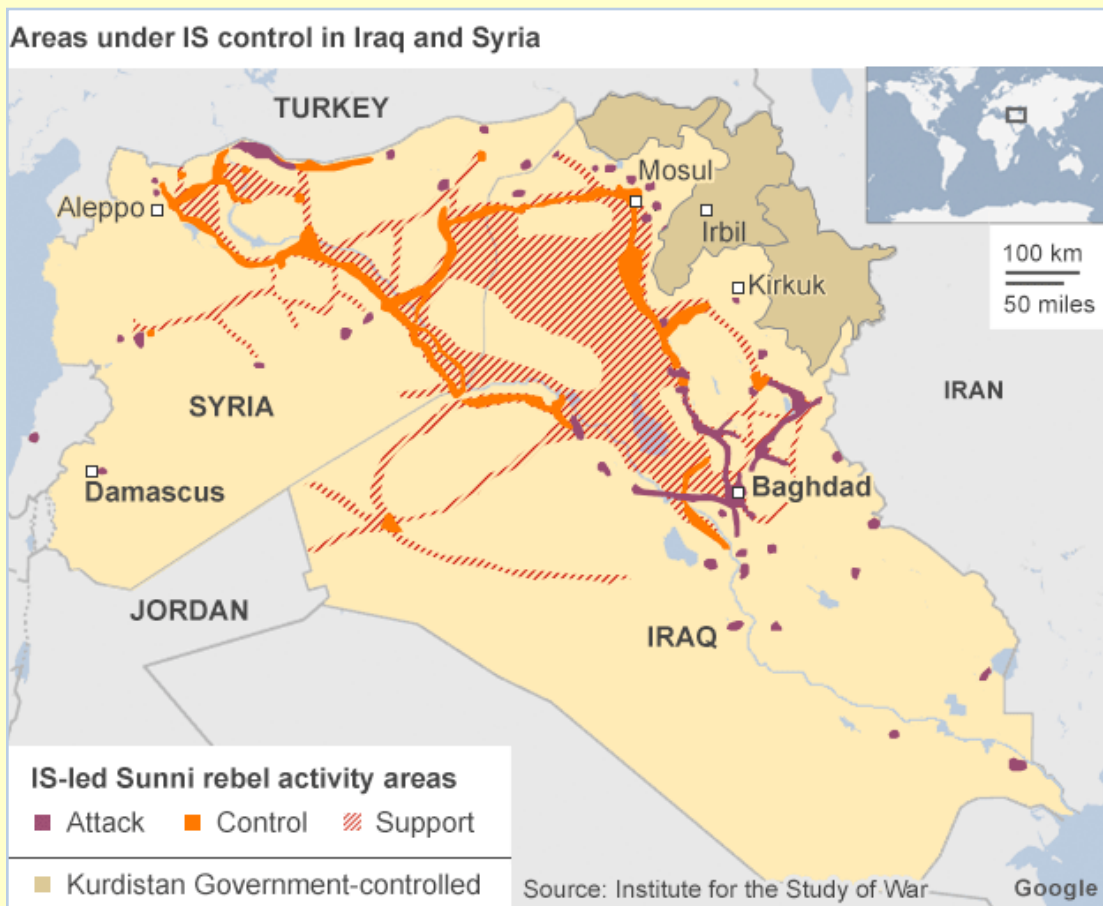 Areas under IS control in Iraq and Syria
TURKEY
Mosul
Aleppo
Irbil
100 km
Kirkuk
50 miles
SYRIA
IRAN
Damascus
Baghdad
JORDAN
IRAQ
IS-led Sunni rebel activity areas
Attack Control Support
Kurdistan Government-controlled
Source: Institute for the Study of War
Google